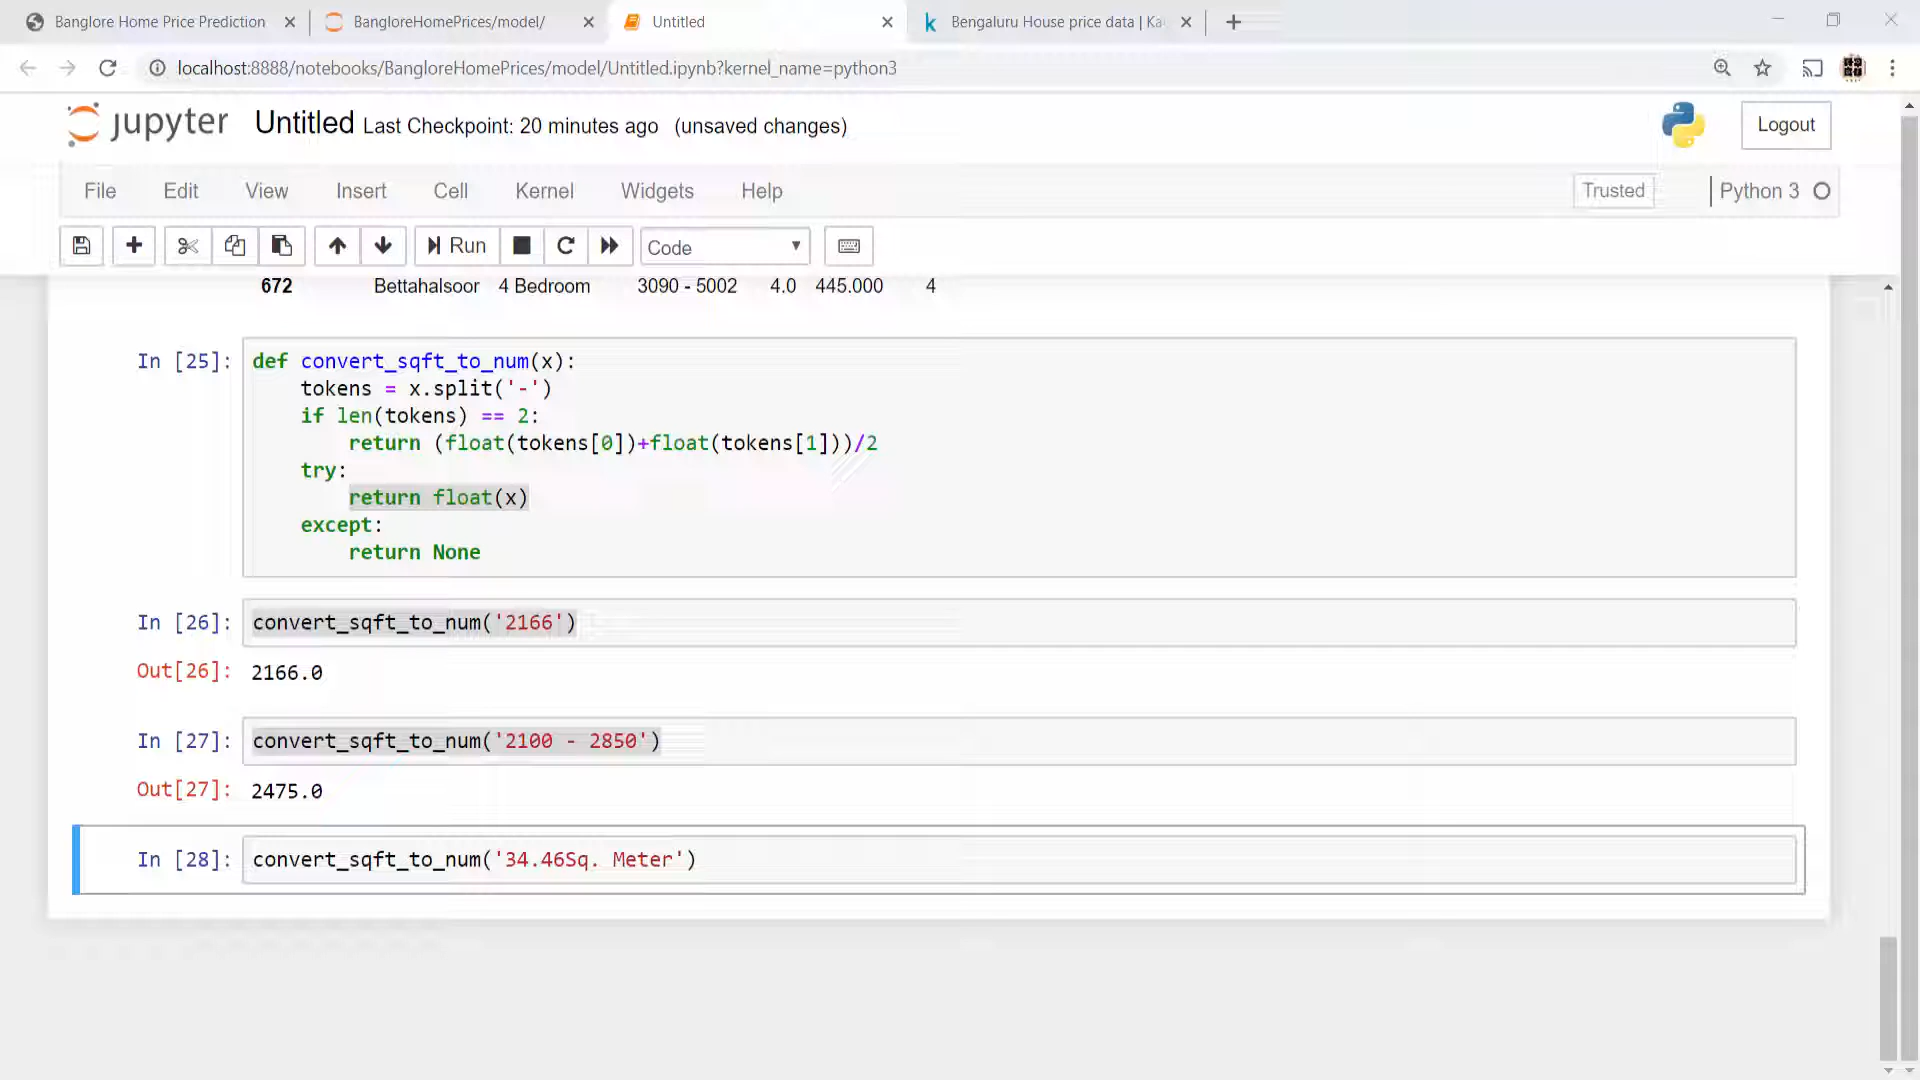 Banglore Home Price Prediction
BangloreHomePrices/model/
Untitled
Bengaluru House price data | Ka
localhost:8888/notebooks/BangloreHomePrices/model/Untitled.ipynb?kernel_name=python3
jupyter Untitled Last Checkpoint: 20 minutes ago (unsaved changes)
Logout
File Edit View Insert Cell Kernel Widgets Help
Trusted
Python 3
Run
Code
672 Bettahalsoor 4 Bedroom 3090 - 5002 4.0 445.000 4
In [25]: def convert_sqft_to_num(x):
tokens = x.split('-')
if len(tokens) == 2:
return (float(tokens[0])+float(tokens[1]))/2
try:
return float(x)
except:
return None
In [26]: convert_sqft_to_num('2166')
Out[26]: 2166.0
In [27]: convert_sqft_to_num('2100 - 2850')
Out[27]: 2475.0
In [28]: convert_sqft_to_num('34.46Sq. Meter')